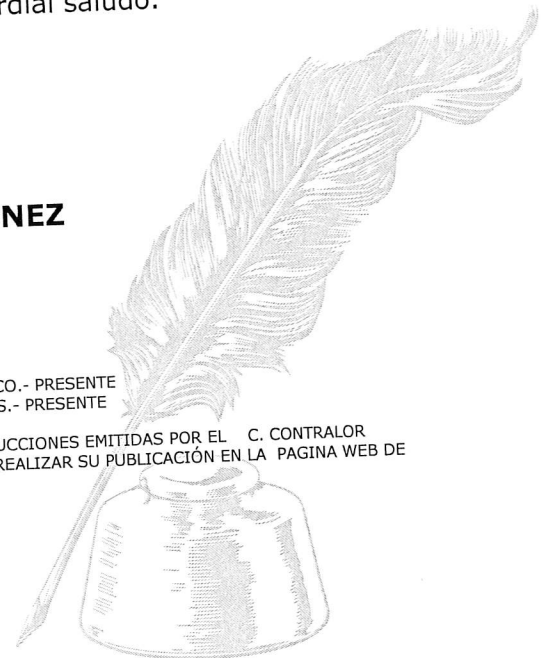 rdial saludo.
NEZ
CO.- PRESENTE
S.- PRESENTE
UCCIONES EMITIDAS POR EL C. CONTRALOR
REALIZAR SU PUBLICACIÓN EN LA PAGINA WEB DE